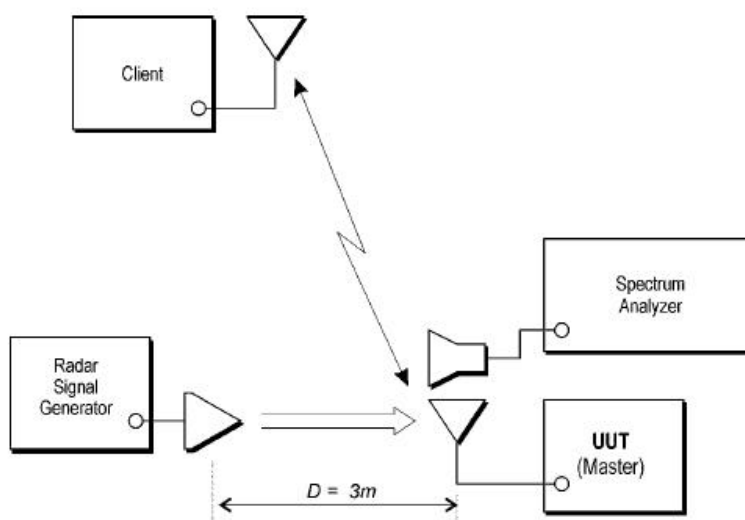 Client
Spectrum
Analyzer
Radar
Signal
Generator
UUT
(Master)
D = 3m